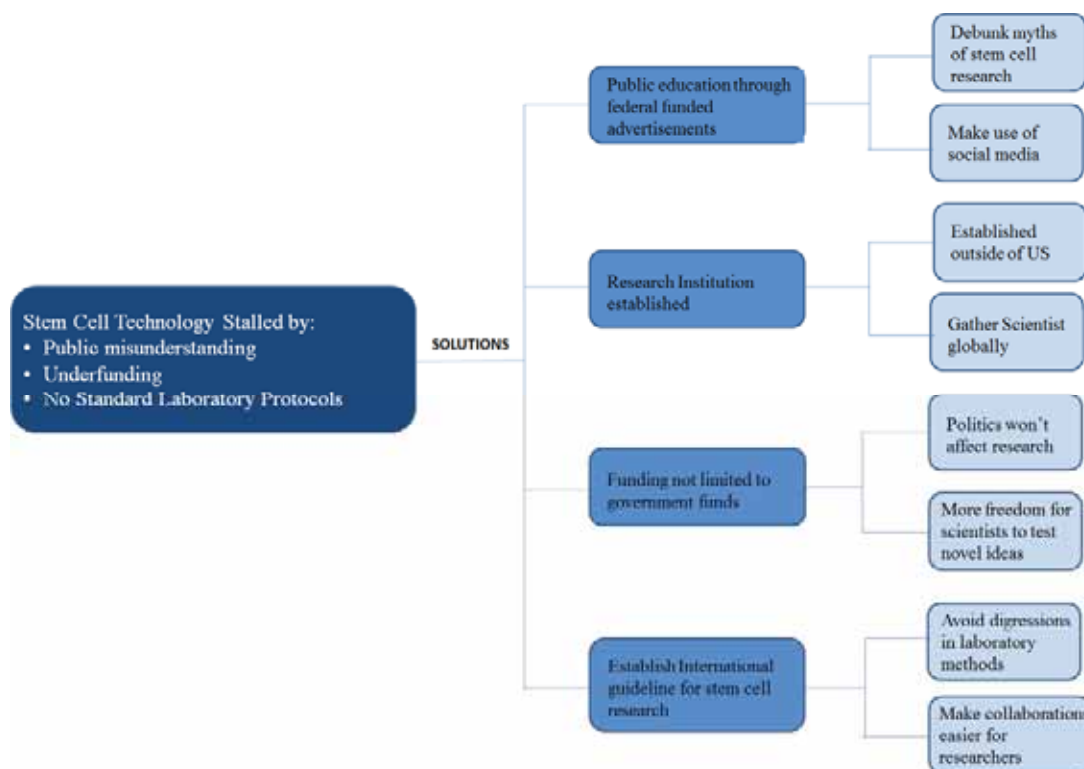 Stem Cell Technology Stalled by:
• Public misunderstanding
• Underfunding
• No Standard Laboratory Protocols
SOLUTIONS
Public education through
federal funded
advertisements
Debunk myths
of stem cell
research
Make use of
social media
Research Institution
established
Established
outside of US
Gather Scientist
globally
Funding not limited to
government funds
Politics won't
affect research
More freedom for
scientists to test
novel ideas
Establish International
guideline for stem cell
research
Avoid digressions
in laboratory
methods
Make collaboration
easier for
researchers